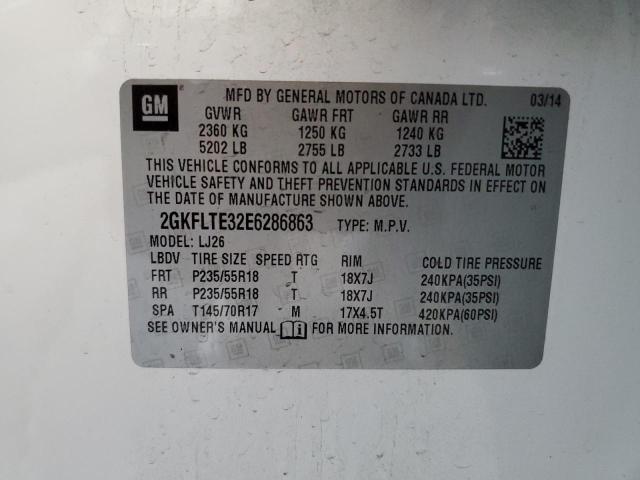 GM
MFD BY GENERAL MOTORS OF CANADA LTD. 03/14
GVWR GAWR FRT GAWR RR
2360 KG 1250 KG 1240 KG
5202 LB 2755 LB 2733 LB
THIS VEHICLE CONFORMS TO ALL APPLICABLE U.S. FEDERAL MOTOR
VEHICLE SAFETY AND THEFT PREVENTION STANDARDS IN EFFECT ON
THE DATE OF MANUFACTURE SHOWN ABOVE.
2GKFLTE32E6286863 TYPE: M.P.V.
MODEL: LJ26
LBDV TIRE SIZE SPEED RTG RIM COLD TIRE PRESSURE
FRT P235/55R18 T 18X7J 240KPA(35PSI)
RR P235/55R18 T 18X7J 240KPA(35PSI)
SPA T145/70R17 M 17X4.5T 420KPA(60PSI)
SEE OWNER'S MANUAL FOR MORE INFORMATION.